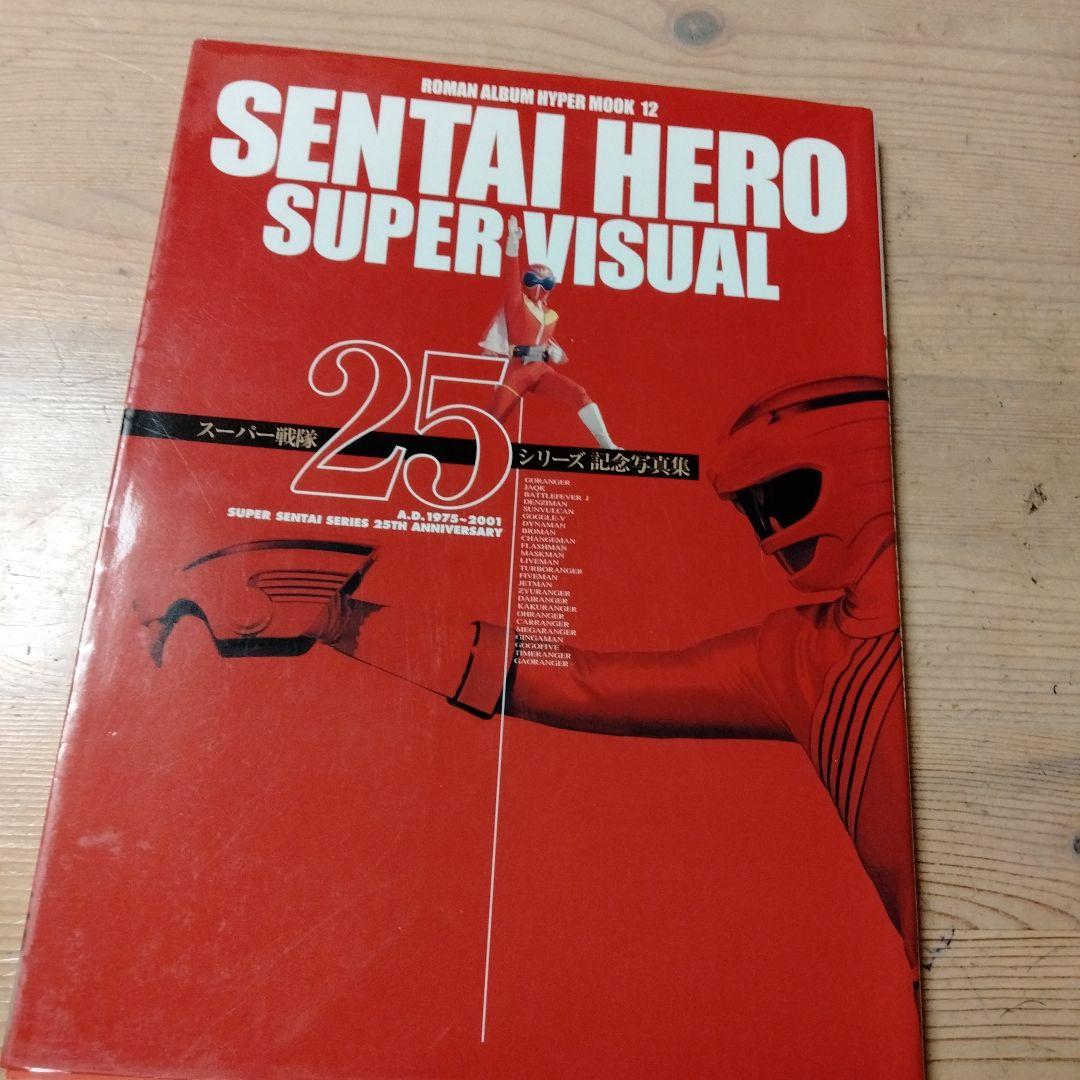 ROMAN ALBUM HYPER MOOK 12
SENTAI HERO
SUPER VISUAL
スーパー戦隊
25
シリーズ 記念写真集
A.D.1975~2001
SUPER SENTAI SERIES 25TH ANNIVERSARY
GORANGER
JAQK
BATTLEFEVER J
DENZIMAN
SUNVULCAN
GOGGLE-V
DYNAMAN
BIOMAN
CHANGEMAN
FLASHMAN
MASKMAN
LIVEMAN
TURBORANGER
FIVEMAN
JETMAN
ZYURANGER
DAIRANGER
KAKURANGER
OHRANGER
CARRANGER
MEGARANGER
GINGAMAN
GOGOFIVE
TIMERANGER
GAORANGER